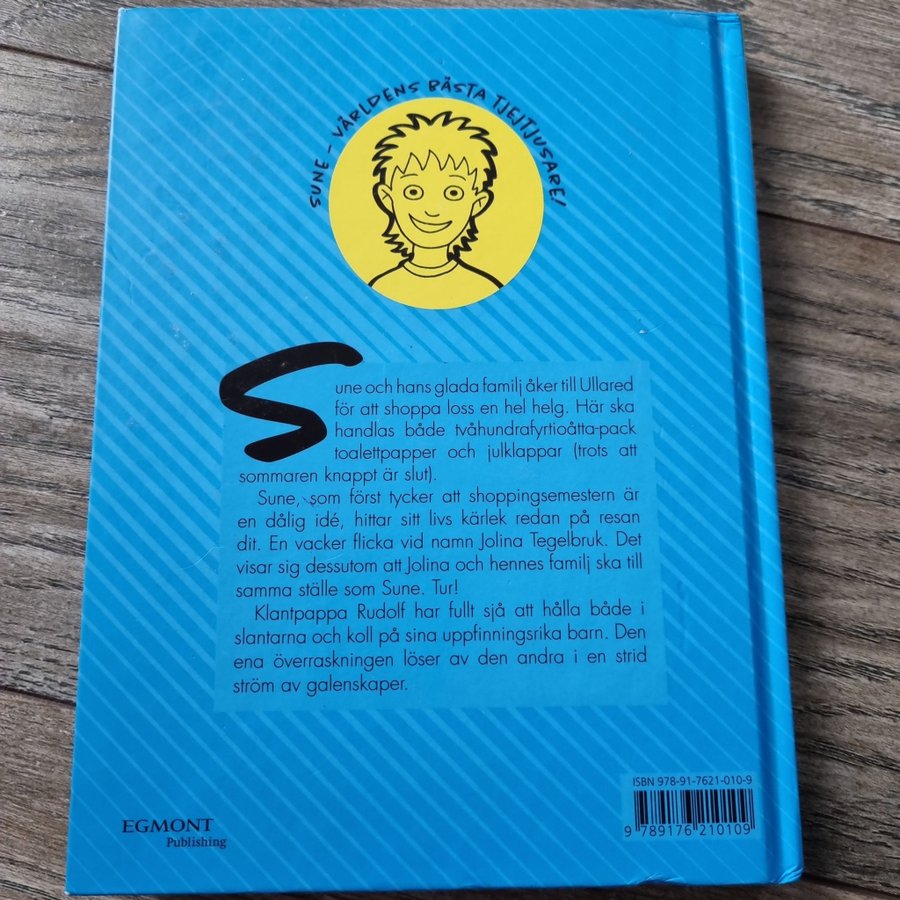 SUNE – VÄRLDENS BÄSTA TJEJTJUSARE!
Sune och hans glada familj åker till Ullared
för att shoppa loss en hel helg. Här ska
handlas både tvåhundrafyrtioåtta-pack
toalettpapper och julklappar (trots att
sommaren knappt är slut).
Sune, som först tycker att shoppingsemestern är
en dålig idé, hittar sitt livs kärlek redan på resan
dit. En vacker flicka vid namn Jolina Tegelbruk. Det
visar sig dessutom att Jolina och hennes familj ska till
samma ställe som Sune. Tur!
Klantpappa Rudolf har fullt sjå att hålla både i
slantarna och koll på sina uppfinningsrika barn. Den
ena överraskningen löser av den andra i en strid
ström av galenskaper.
ISBN 978-91-7621-010-9
9 789176 210109
EGMONT
Publishing